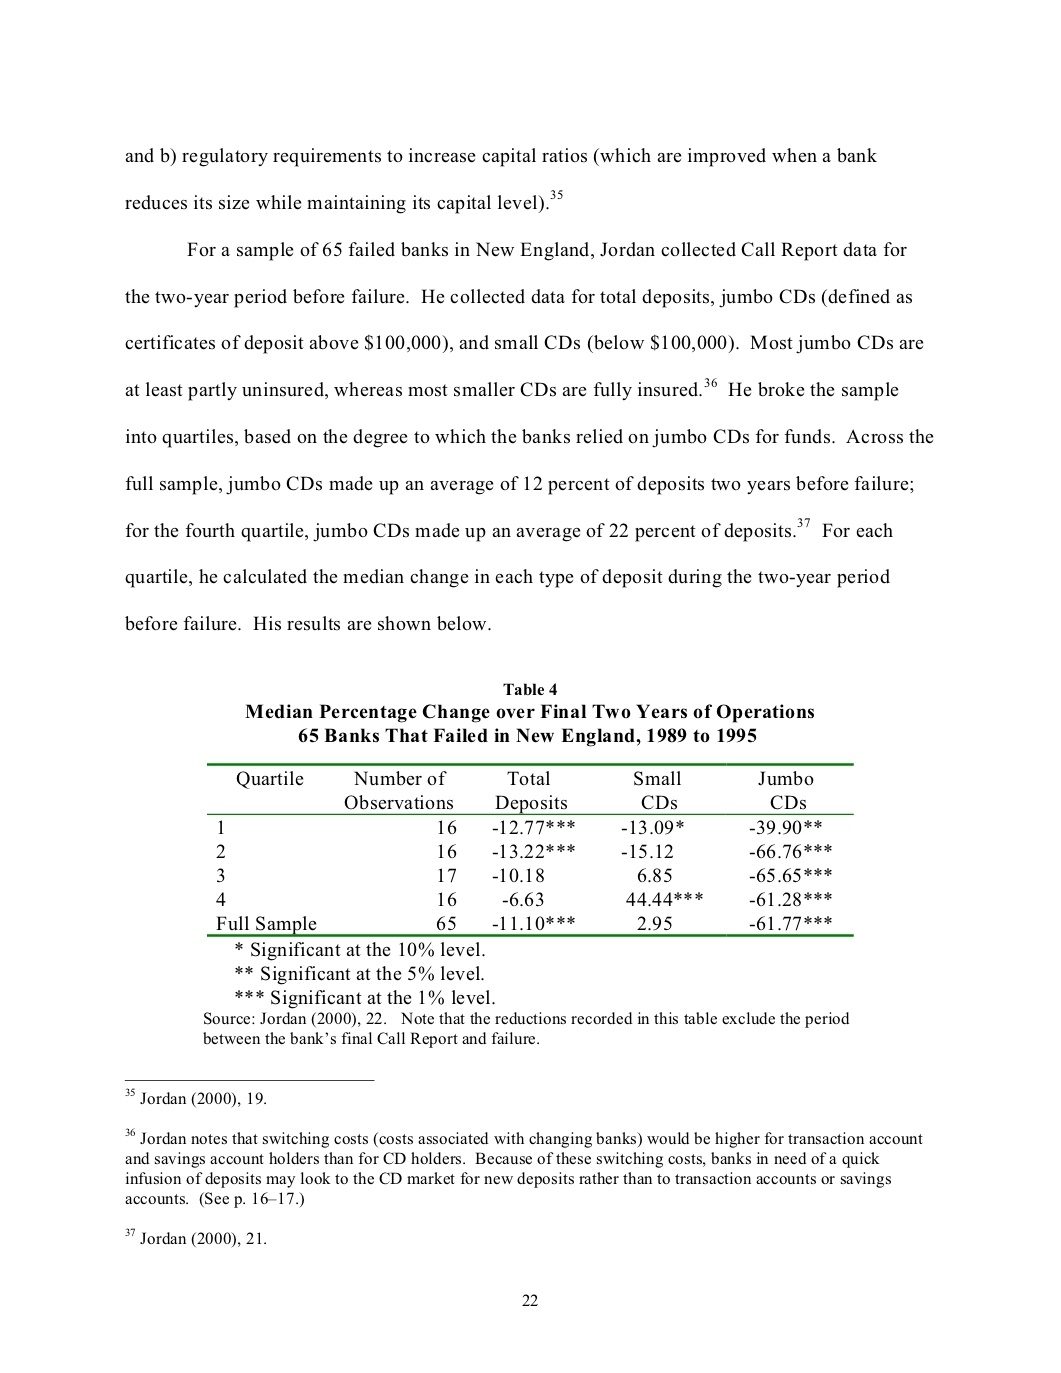 and b) regulatory requirements to increase capital ratios (which are improved when a bank
reduces its size while maintaining its capital level).35
For a sample of 65 failed banks in New England, Jordan collected Call Report data for
the two-year period before failure.  He collected data for total deposits, jumbo CDs (defined as
certificates of deposit above $100,000), and small CDs (below $100,000).  Most jumbo CDs are
at least partly uninsured, whereas most smaller CDs are fully insured.36  He broke the sample
into quartiles, based on the degree to which the banks relied on jumbo CDs for funds.  Across the
full sample, jumbo CDs made up an average of 12 percent of deposits two years before failure;
for the fourth quartile, jumbo CDs made up an average of 22 percent of deposits.37  For each
quartile, he calculated the median change in each type of deposit during the two-year period
before failure.  His results are shown below.
Table 4
Median Percentage Change over Final Two Years of Operations
65 Banks That Failed in New England, 1989 to 1995
Quartile Number of Total Small Jumbo
Observations Deposits CDs CDs
1 16 -12.77*** -13.09* -39.90**
2 16 -13.22*** -15.12 -66.76***
3 17 -10.18 6.85 -65.65***
4 16 -6.63 44.44*** -61.28***
Full Sample 65 -11.10*** 2.95 -61.77***
* Significant at the 10% level.
** Significant at the 5% level.
*** Significant at the 1% level.
Source: Jordan (2000), 22.   Note that the reductions recorded in this table exclude the period
between the bank’s final Call Report and failure.
35 Jordan (2000), 19.
36 Jordan notes that switching costs (costs associated with changing banks) would be higher for transaction account
and savings account holders than for CD holders.  Because of these switching costs, banks in need of a quick
infusion of deposits may look to the CD market for new deposits rather than to transaction accounts or savings
accounts.  (See p. 16–17.)
37 Jordan (2000), 21.
22